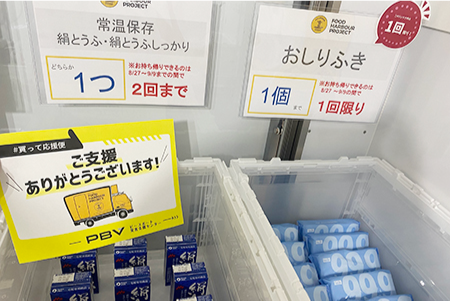 FOOD
HARBOUR
PROJECT
常温保存
絹とうふ・絹とうふしっかり
どちらか
1つ
※お持ち帰りできるのは
8/27〜9/9までの間で
2回まで
FOOD
HARBOUR
PROJECT
おしりふき
1個
まで
※お持ち帰りできるのは
8/27〜9/9の間で
1回限り
1回
#買って応援便
ご支援
ありがとうございます!
PBV
絹